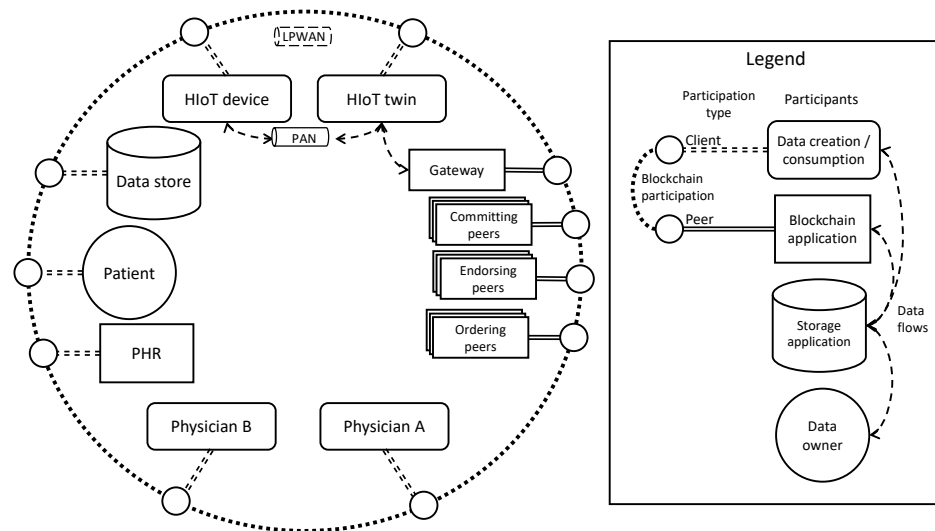 LPWAN
HIoT device
HIoT twin
PAN
Data store
Gateway
Committing
peers
Patient
Endorsing
peers
Ordering
peers
PHR
Physician B
Physician A
Legend
Participation
type
Participants
Client
Data creation /
consumption
Blockchain
participation
Peer
Blockchain
application
Storage
application
Data
flows
Data
owner